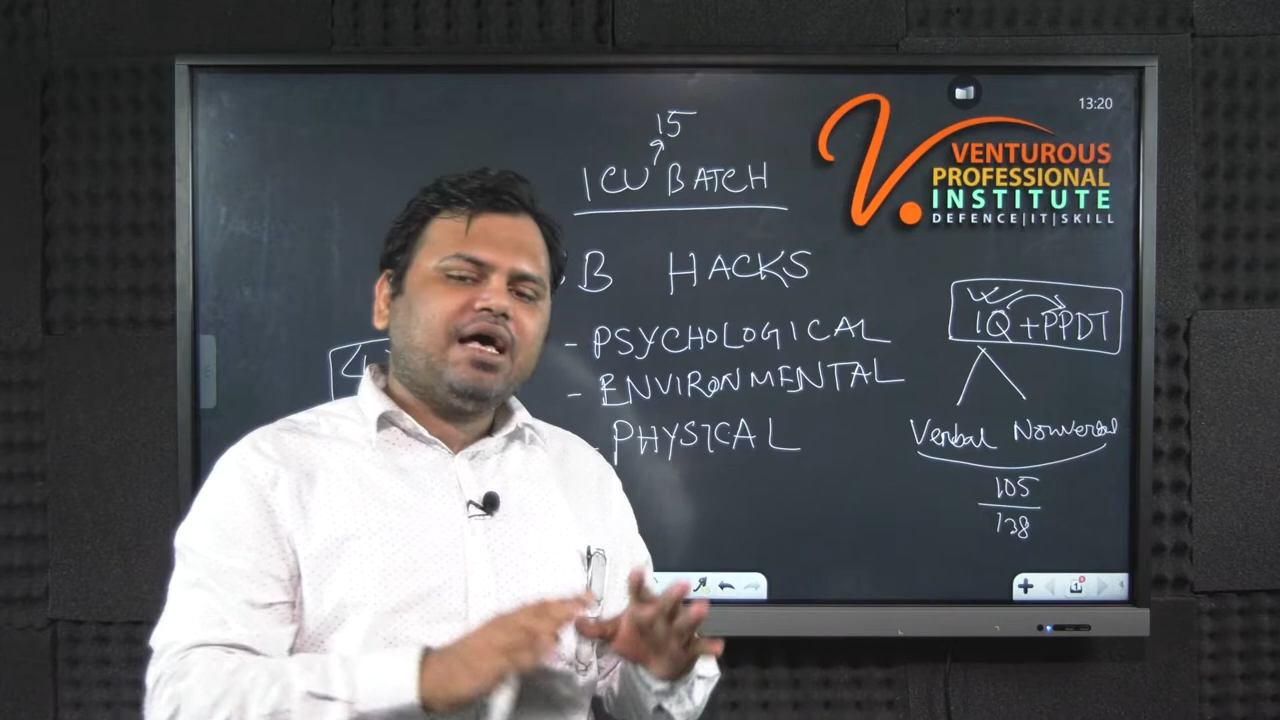 13:20
VENTUROUS
PROFESSIONAL
INSTITUTE
DEFENCE|IT|SKILL
15
ICU BATCH
B HACKS
- PSYCHOLOGICAL
- ENVIRONMENTAL
- PHYSICAL
IQ + PPDT
Verbal Nonverbal
105
138